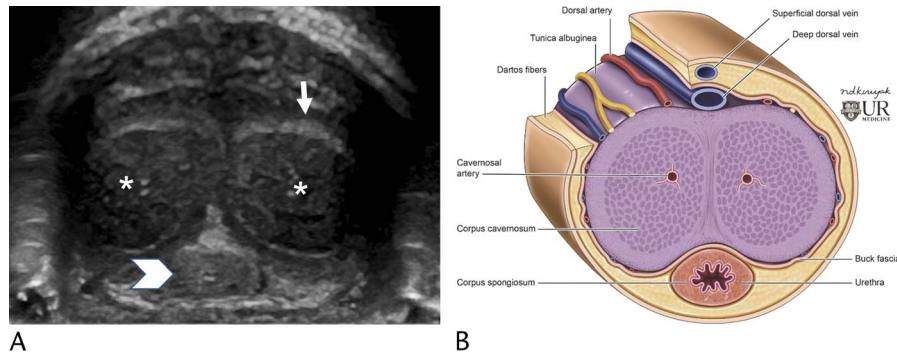 Dorsal artery
Superficial dorsal vein
Tunica albuginea
Deep dorsal vein
Dartos fibers
ndkwyak
UR
MEDICINE
Cavernosal
artery
Corpus cavernosum
Buck fascia
Corpus spongiosum
Urethra
*
*
A
B